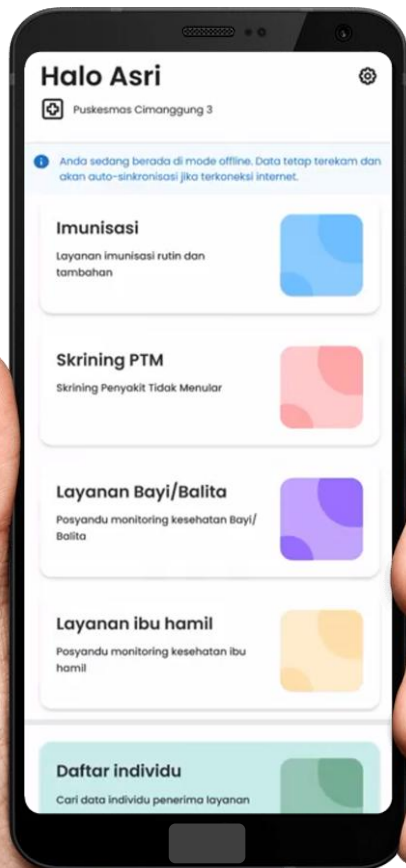 Halo Asri
Puskesmas Cimanggung 3
Anda sedang berada di mode offline. Data tetap terekam dan
akan auto-sinkronisasi jika terkoneksi internet.
Imunisasi
Layanan imunisasi rutin dan
tambahan
Skrining PTM
Skrining Penyakit Tidak Menular
Layanan Bayi/Balita
Posyandu monitoring kesehatan Bayi/
Balita
Layanan ibu hamil
Posyandu monitoring kesehatan ibu
hamil
Daftar individu
Cari data individu penerima layanan